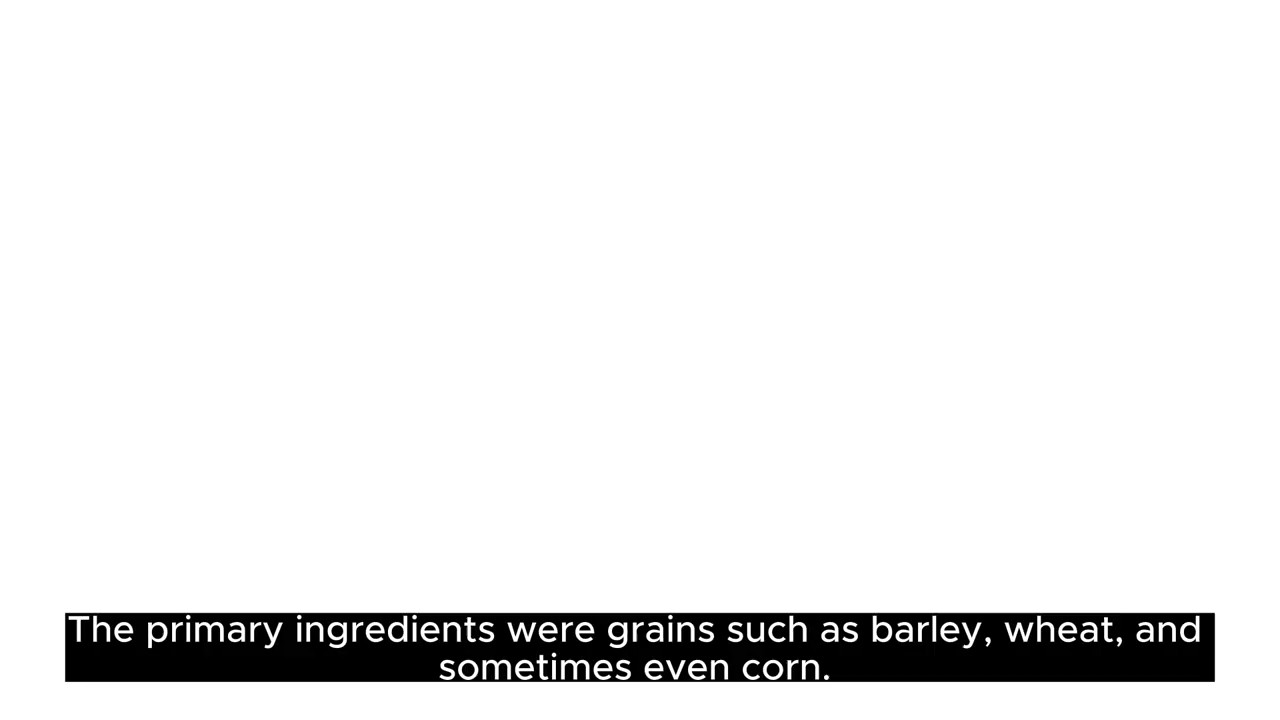 The primary ingredients were grains such as barley, wheat, and
sometimes even corn.